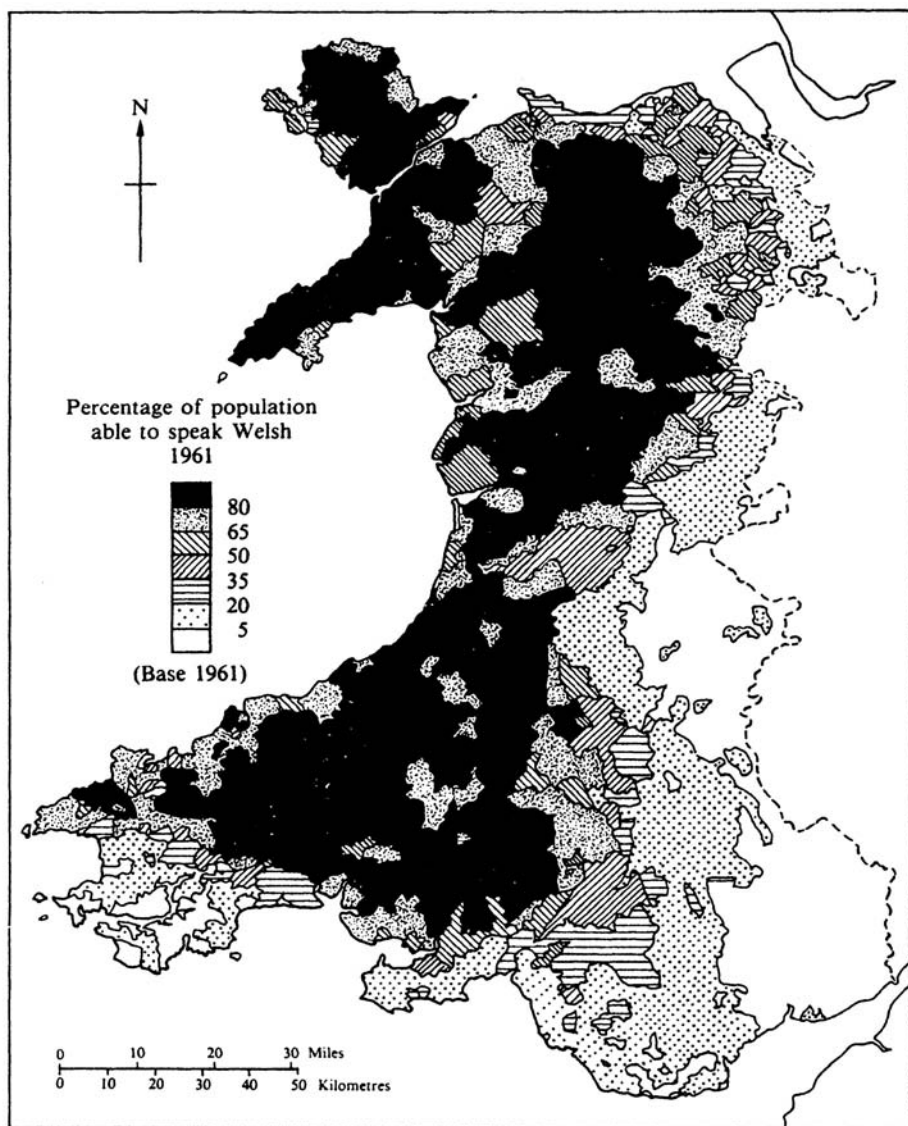 N
Percentage of population
able to speak Welsh
1961
80
65
50
35
20
5
(Base 1961)
0 10 20 30 Miles
0 10 20 30 40 50 Kilometres